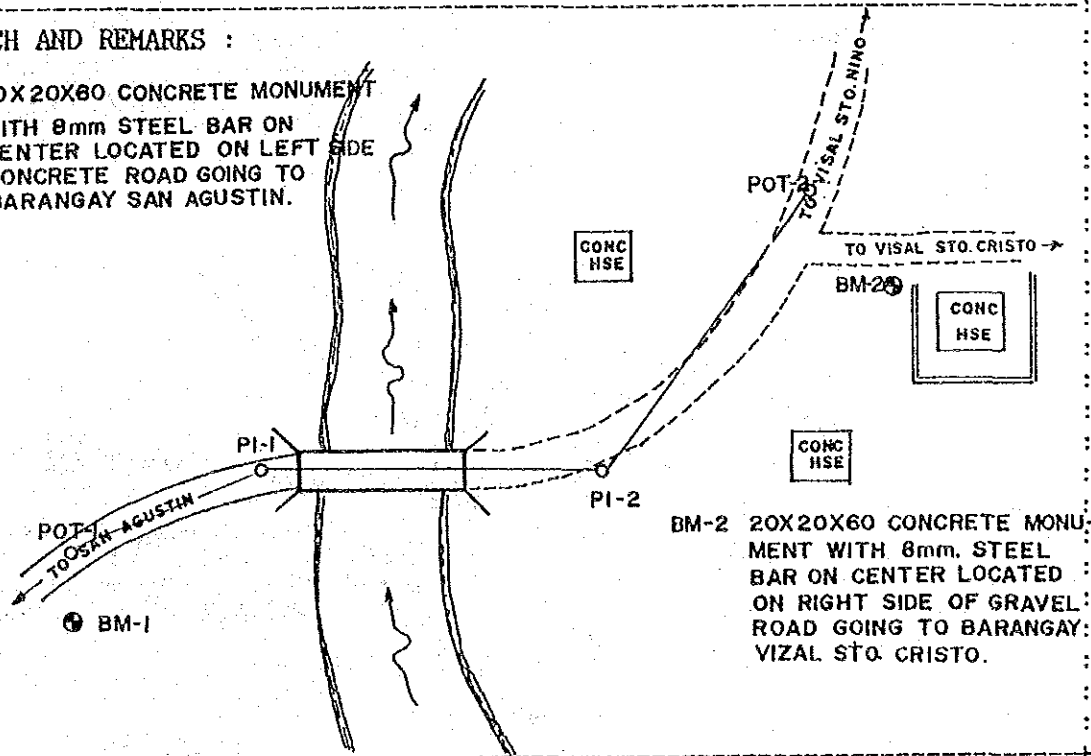 CH AND REMARKS :
0X20X60 CONCRETE MONUMENT
ITH 8mm STEEL BAR ON
ENTER LOCATED ON LEFT SIDE
ONCRETE ROAD GOING TO
BARANGAY SAN AGUSTIN.
TO VISAL STO. NINO
POT-2
CONC
HSE
TO VISAL STO. CRISTO
BM-2
CONC
HSE
PI-1
CONC
HSE
PI-2
POT-1
TO SAN AGUSTIN
BM-1
BM-2 20X20X60 CONCRETE MONU-
MENT WITH 8mm. STEEL
BAR ON CENTER LOCATED
ON RIGHT SIDE OF GRAVEL
ROAD GOING TO BARANGAY
VIZAL STO. CRISTO.